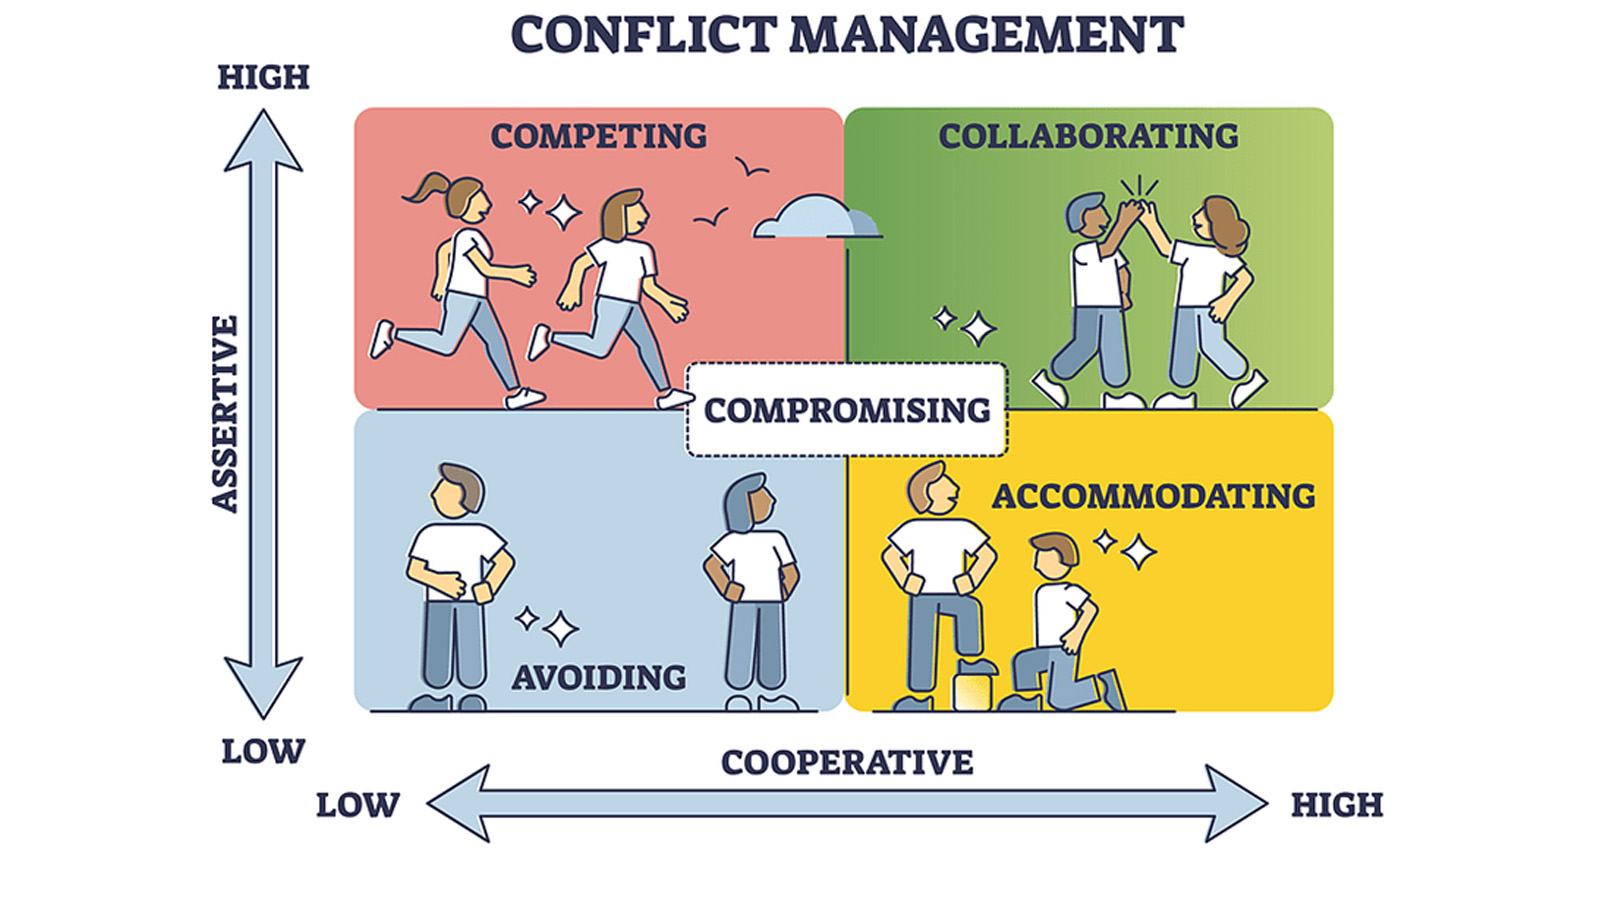 CONFLICT MANAGEMENT
HIGH
COMPETING
COLLABORATING
ASSERTIVE
COMPROMISING
ACCOMMODATING
AVOIDING
LOW
COOPERATIVE
LOW
HIGH